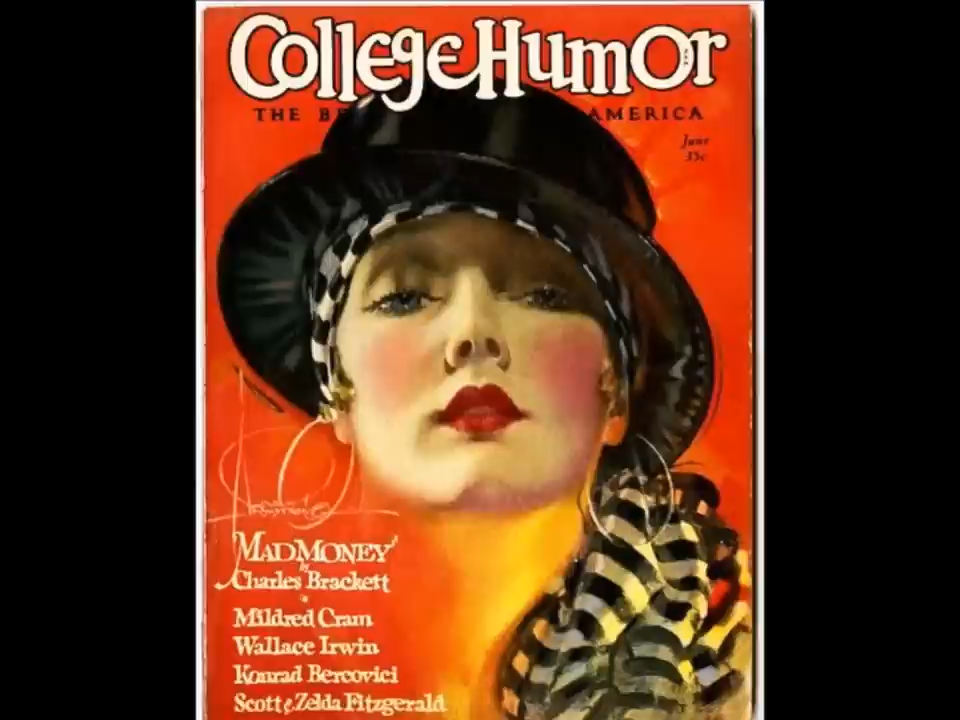 College Humor
THE BE AMERICA
June
35c
"MAD MONEY"
by
Charles Brackett
Mildred Cram
Wallace Irwin
Konrad Bercovici
Scott & Zelda Fitzgerald